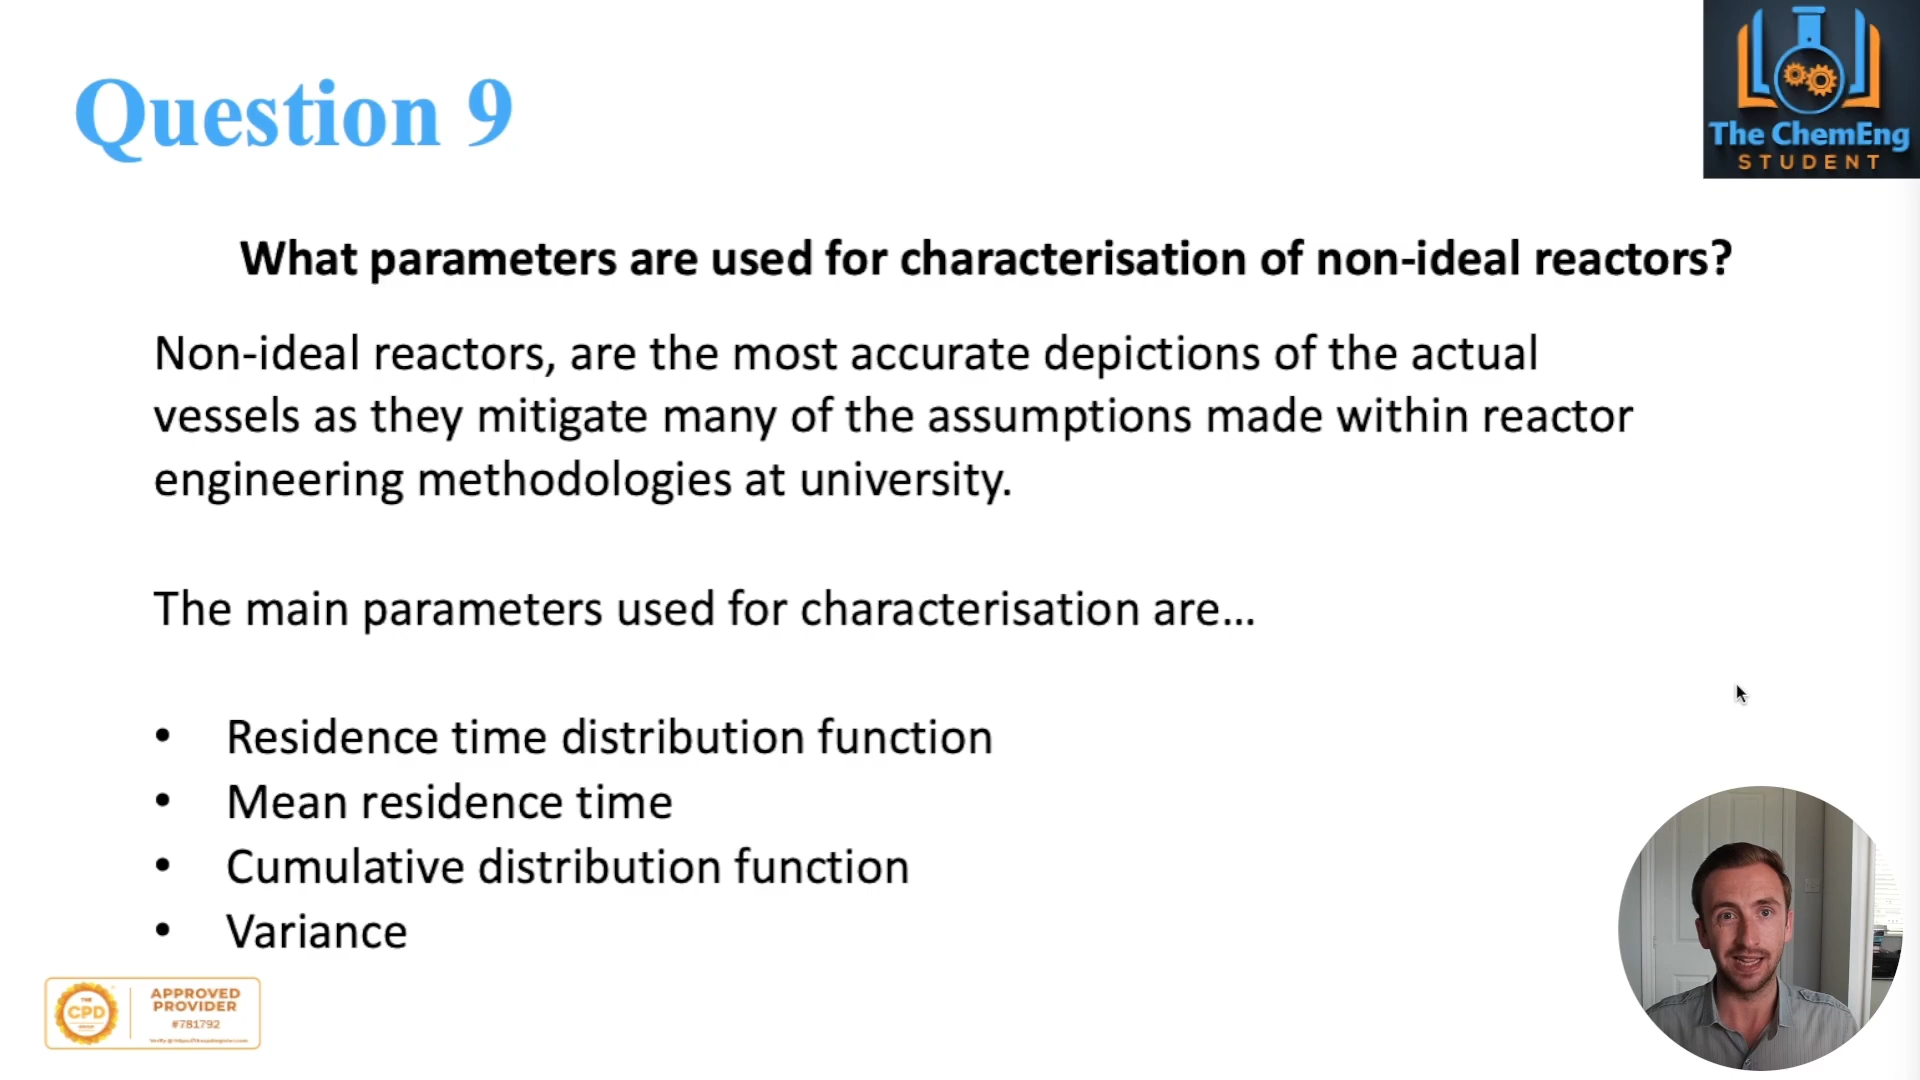 Question 9
The ChemEng
STUDENT
What parameters are used for characterisation of non-ideal reactors?
Non-ideal reactors, are the most accurate depictions of the actual
vessels as they mitigate many of the assumptions made within reactor
engineering methodologies at university.
The main parameters used for characterisation are...
• Residence time distribution function
• Mean residence time
• Cumulative distribution function
• Variance
THE
CPD
APPROVED
PROVIDER
#781792